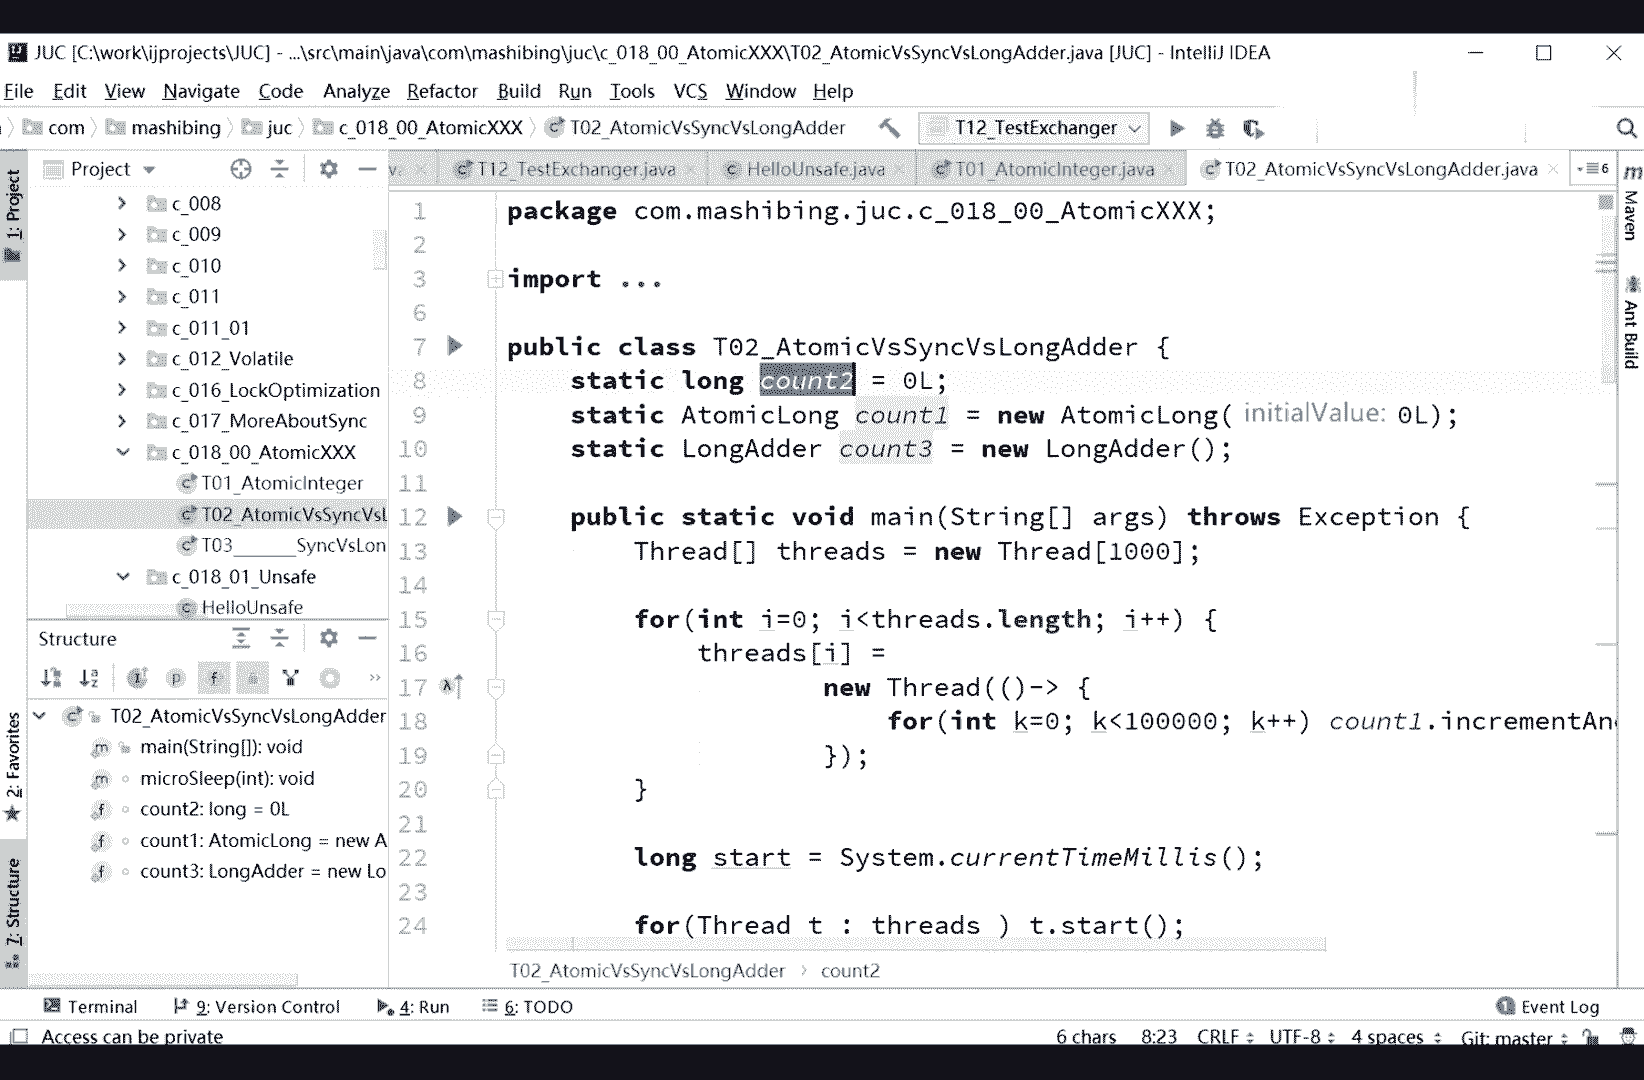 JUC [C:\work\ijprojects\JUC] - ...\src\main\java\com\mashibing\juc\c_018_00_AtomicXXX\T02_AtomicVsSyncVsLongAdder.java [JUC] - IntelliJ IDEA
File Edit View Navigate Code Analyze Refactor Build Run Tools VCS Window Help
com mashibing juc c_018_00_AtomicXXX T02_AtomicVsSyncVsLongAdder T12_TestExchanger
Project
T12_TestExchanger.java HelloUnsafe.java T01_AtomicInteger.java T02_AtomicVsSyncVsLongAdder.java 6
1: Project
2: Favorites
7: Structure
c_008
c_009
c_010
c_011
c_011_01
c_012_Volatile
c_016_LockOptimization
c_017_MoreAboutSync
c_018_00_AtomicXXX
T01_AtomicInteger
T02_AtomicVsSyncVsL
T03______SyncVsLon
c_018_01_Unsafe
HelloUnsafe
Structure
T02_AtomicVsSyncVsLongAdder
main(String[]): void
microSleep(int): void
count2: long = 0L
count1: AtomicLong = new A
count3: LongAdder = new Lo
1 package com.mashibing.juc.c_018_00_AtomicXXX;
2
3 import ...
6
7 public class T02_AtomicVsSyncVsLongAdder {
8 static long count2 = 0L;
9 static AtomicLong count1 = new AtomicLong( initialValue: 0L);
10 static LongAdder count3 = new LongAdder();
11
12 public static void main(String[] args) throws Exception {
13 Thread[] threads = new Thread[1000];
14
15 for(int i=0; i<threads.length; i++) {
16 threads[i] =
17 new Thread(()-> {
18 for(int k=0; k<100000; k++) count1.incrementAn
19 });
20 }
21
22 long start = System.currentTimeMillis();
23
24 for(Thread t : threads ) t.start();
T02_AtomicVsSyncVsLongAdder › count2
Maven
Ant Build
Terminal 9: Version Control 4: Run 6: TODO Event Log
Access can be private 6 chars 8:23 CRLF UTF-8 4 spaces Git: master